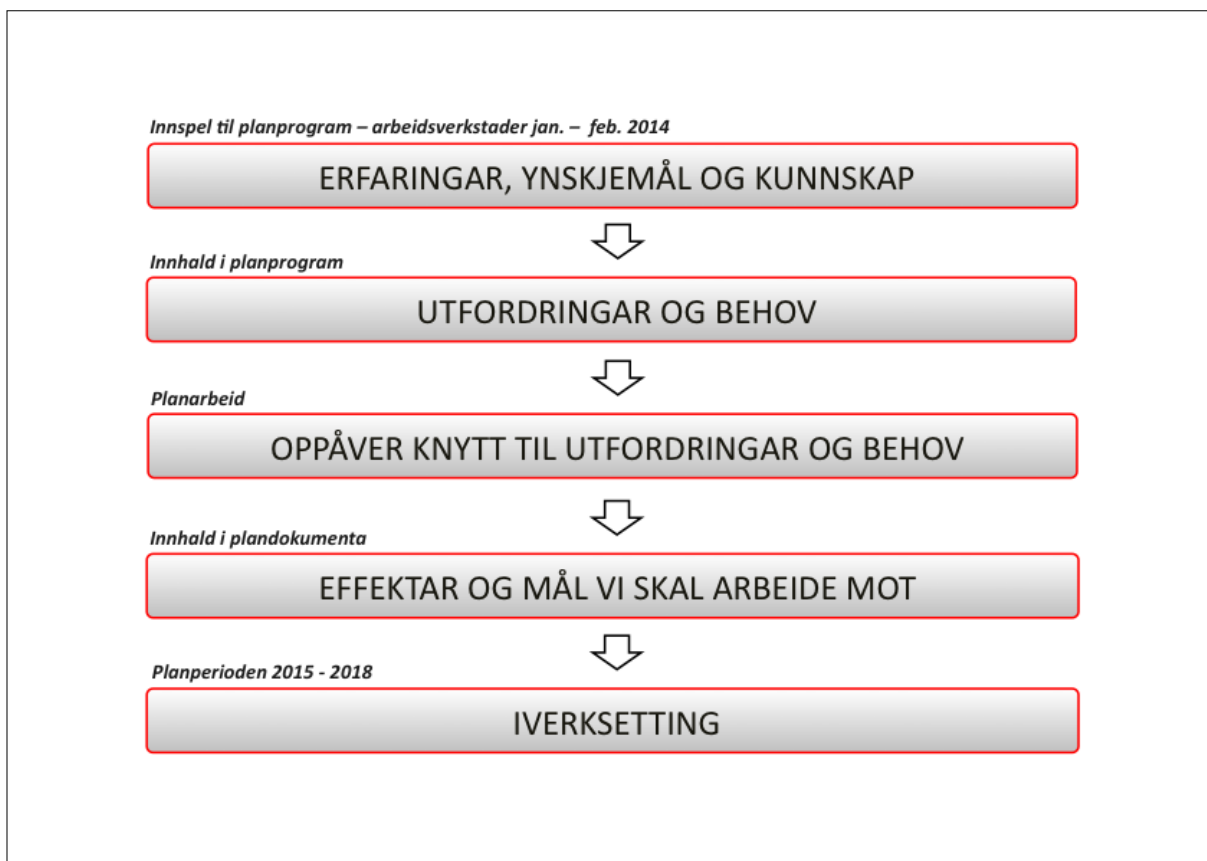 Innspel til planprogram – arbeidsverkstader jan. – feb. 2014
ERFARINGAR, YNSKJEMÅL OG KUNNSKAP
Innhald i planprogram
UTFORDRINGAR OG BEHOV
Planarbeid
OPPÅVER KNYTT TIL UTFORDRINGAR OG BEHOV
Innhald i plandokumenta
EFFEKTAR OG MÅL VI SKAL ARBEIDE MOT
Planperioden 2015 - 2018
IVERKSETTING